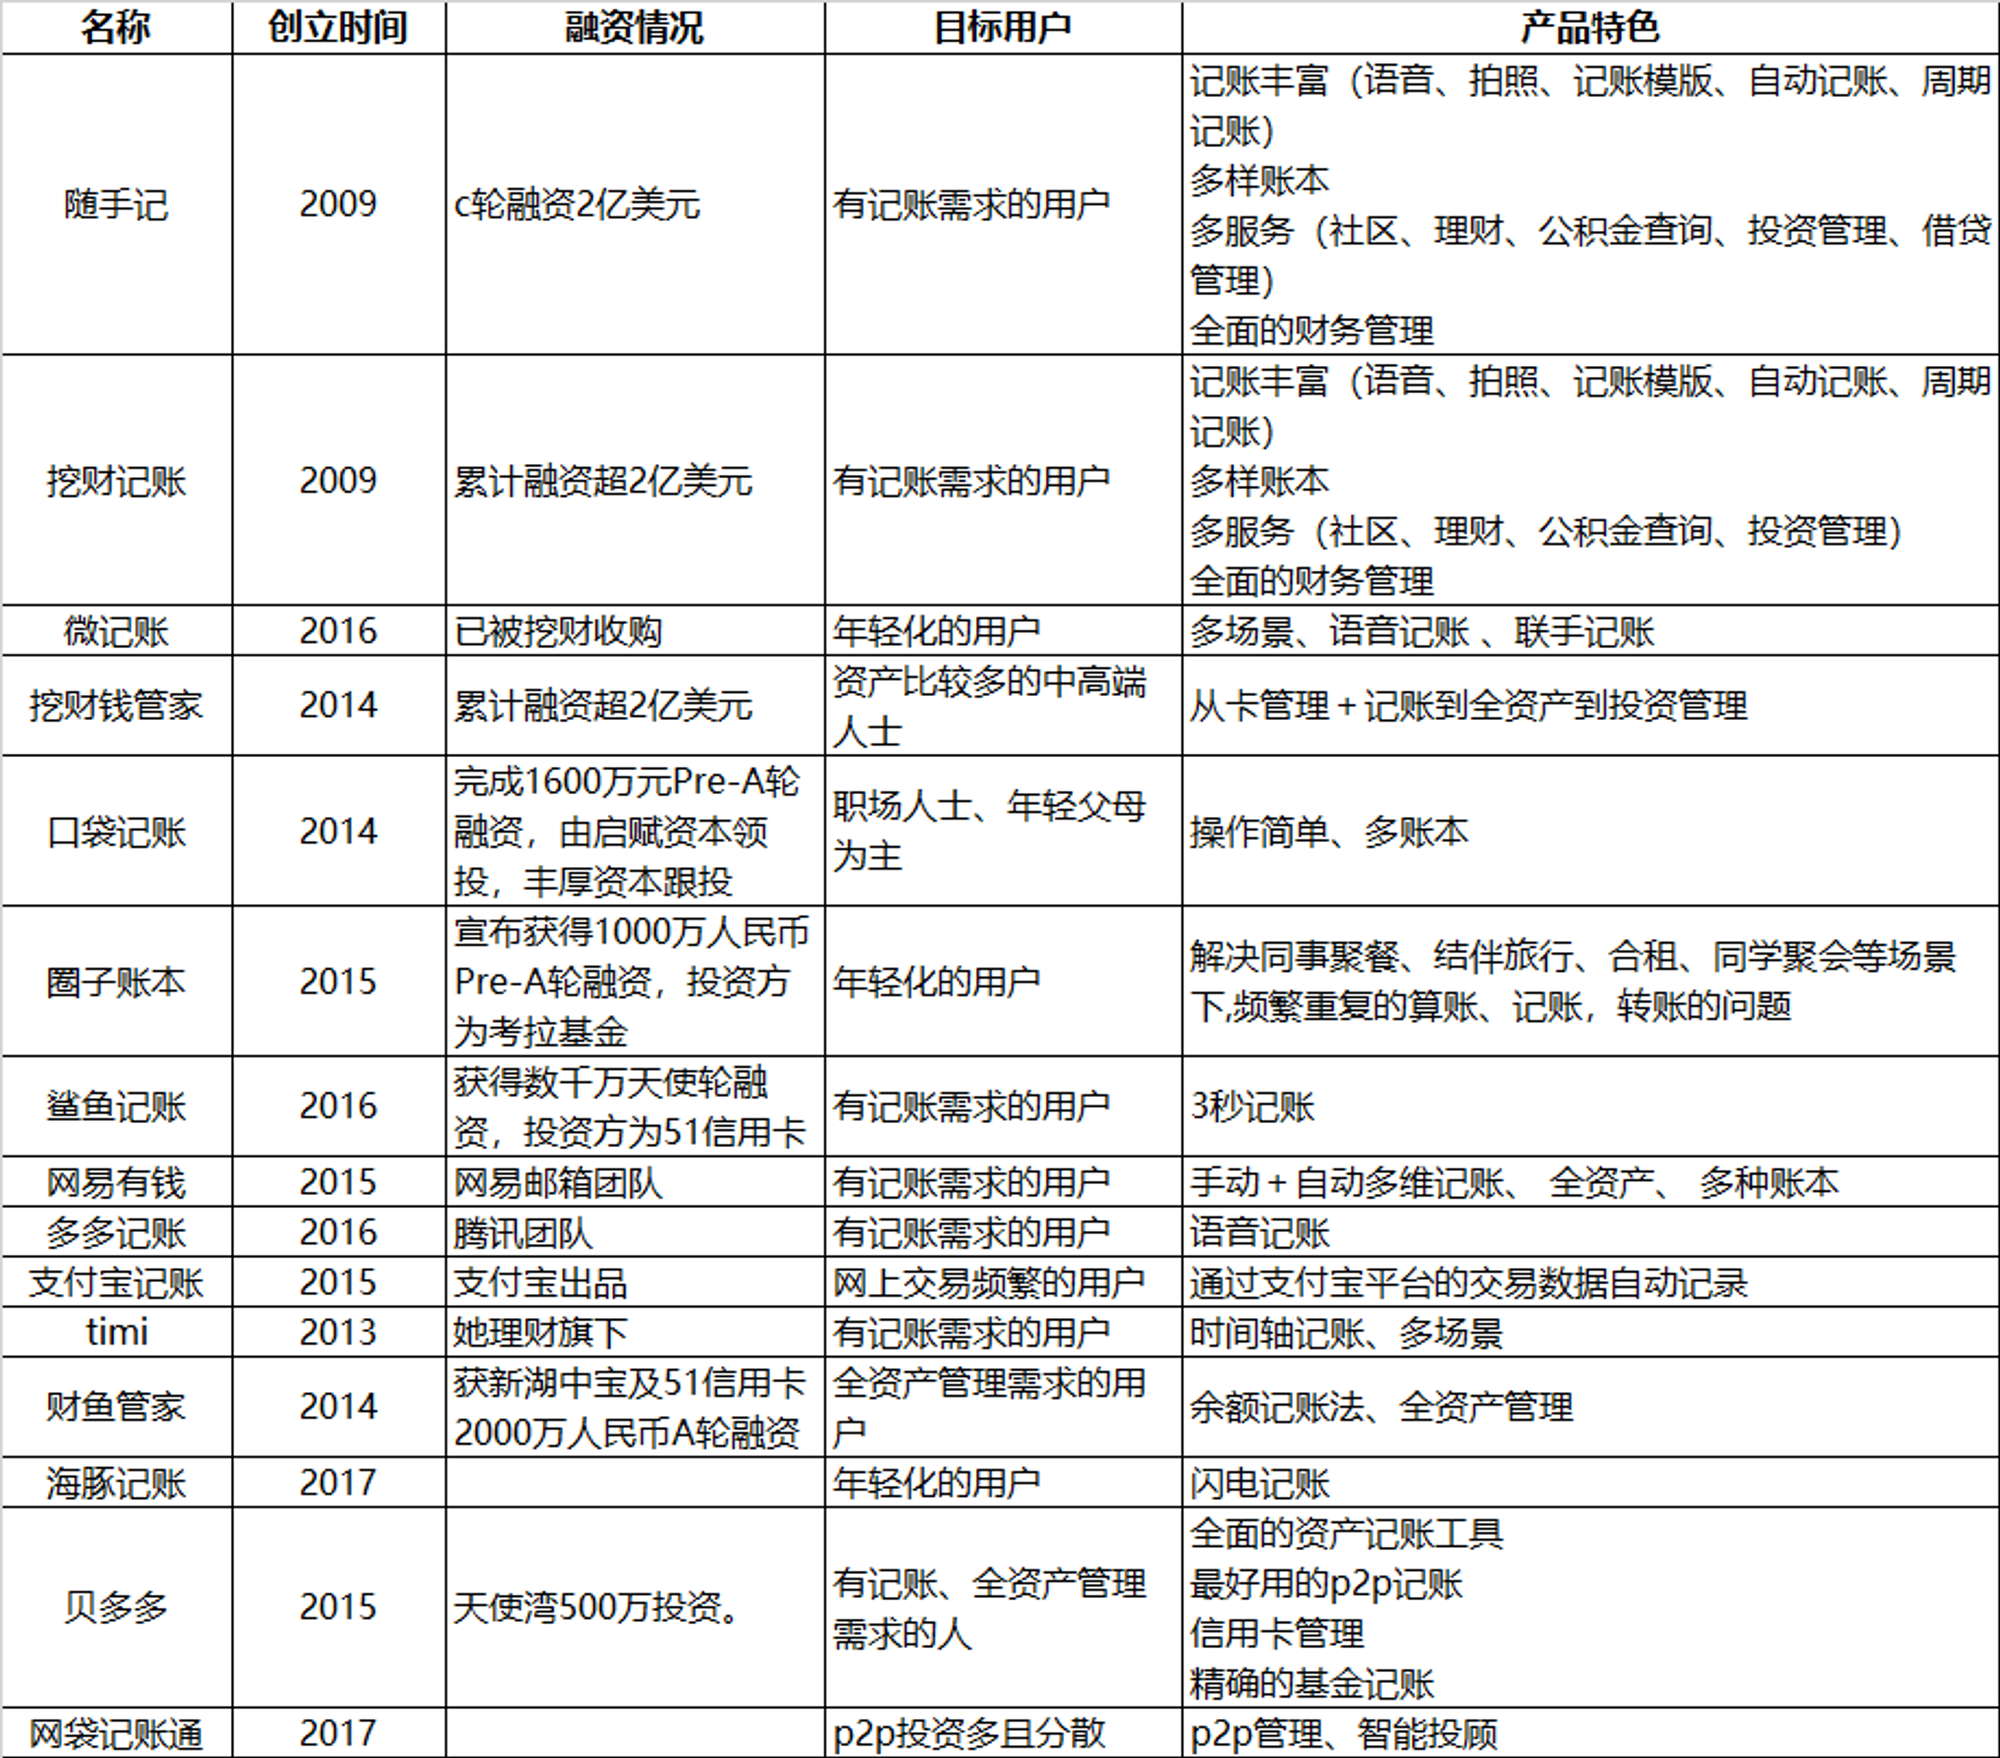 名称 创立时间 融资情况 目标用户 产品特色
随手记 2009 c轮融资2亿美元 有记账需求的用户
记账丰富（语音、拍照、记账模版、自动记账、周期
记账）
多样账本
多服务（社区、理财、公积金查询、投资管理、借贷
管理）
全面的财务管理
挖财记账 2009 累计融资超2亿美元 有记账需求的用户
记账丰富（语音、拍照、记账模版、自动记账、周期
记账）
多样账本
多服务（社区、理财、公积金查询、投资管理）
全面的财务管理
微记账 2016 已被挖财收购 年轻化的用户 多场景、语音记账 、联手记账
挖财钱管家 2014 累计融资超2亿美元
资产比较多的中高端
人士
从卡管理＋记账到全资产到投资管理
口袋记账 2014
完成1600万元Pre-A轮
融资，由启赋资本领
投，丰厚资本跟投
职场人士、年轻父母
为主
操作简单、多账本
圈子账本 2015
宣布获得1000万人民币
Pre-A轮融资，投资方
为考拉基金
年轻化的用户
解决同事聚餐、结伴旅行、合租、同学聚会等场景
下,频繁重复的算账、记账，转账的问题
鲨鱼记账 2016
获得数千万天使轮融
资，投资方为51信用卡
有记账需求的用户 3秒记账
网易有钱 2015 网易邮箱团队 有记账需求的用户 手动＋自动多维记账、 全资产、 多种账本
多多记账 2016 腾讯团队 有记账需求的用户 语音记账
支付宝记账 2015 支付宝出品 网上交易频繁的用户 通过支付宝平台的交易数据自动记录
timi 2013 她理财旗下 有记账需求的用户 时间轴记账、多场景
财鱼管家 2014
获新湖中宝及51信用卡
2000万人民币A轮融资
全资产管理需求的用
户
余额记账法、全资产管理
海豚记账 2017 年轻化的用户 闪电记账
贝多多 2015 天使湾500万投资。
有记账、全资产管理
需求的人
全面的资产记账工具
最好用的p2p记账
信用卡管理
精确的基金记账
网袋记账通 2017 p2p投资多且分散 p2p管理、智能投顾